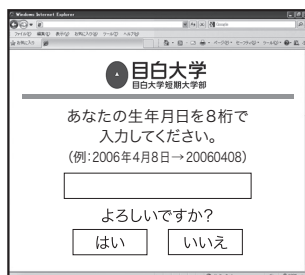 Windows Internet Explorer
Google
目白大学
目白大学短期大学部
あなたの生年月日を8桁で
入力してください。
(例:2006年4月8日→20060408)
よろしいですか?
はい
いいえ